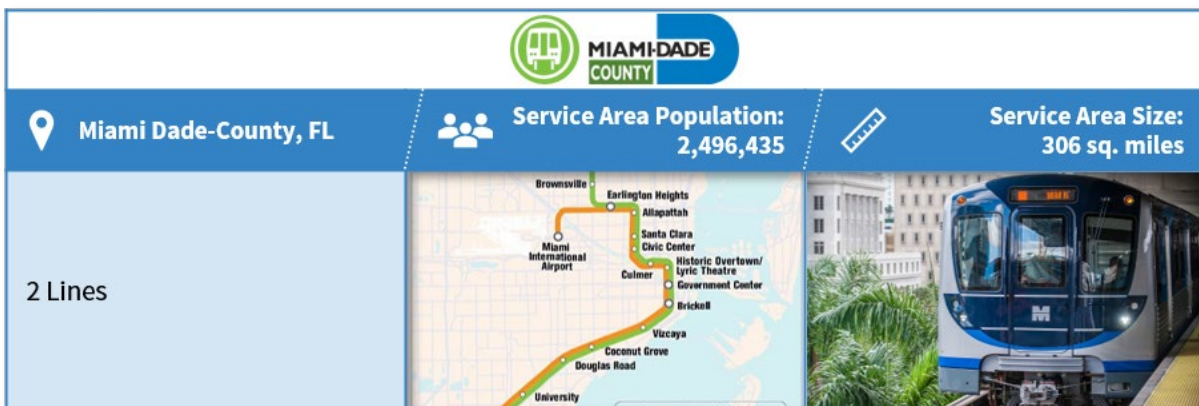 MIAMI-DADE
COUNTY
Miami Dade-County, FL
Service Area Population:
2,496,435
Service Area Size:
306 sq. miles
2 Lines
Brownsville
Earlington Heights
Allapattah
Santa Clara
Civic Center
Miami
International
Airport
Culmer
Historic Overtown/
Lyric Theatre
Government Center
Brickell
Vizcaya
Coconut Grove
Douglas Road
University
M